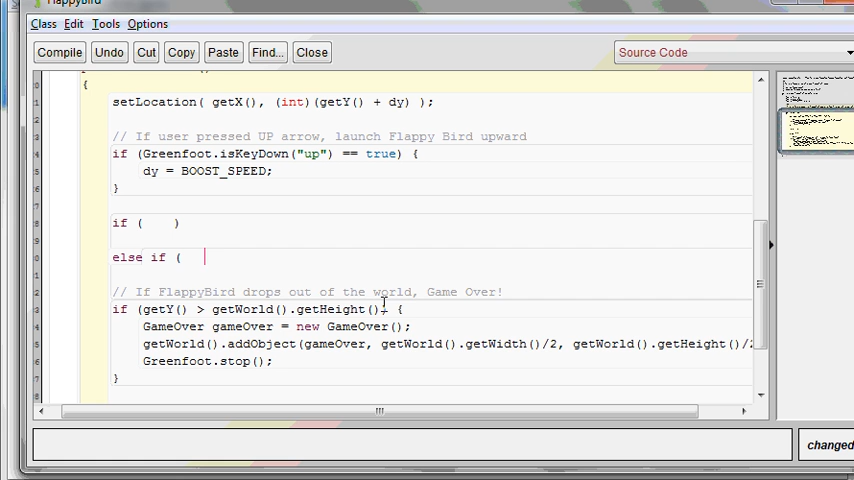 FlappyBird
Class Edit Tools Options
Compile Undo Cut Copy Paste Find... Close Source Code
{
setLocation( getX(), (int)(getY() + dy) );
// If user pressed UP arrow, launch Flappy Bird upward
if (Greenfoot.isKeyDown("up") == true) {
dy = BOOST_SPEED;
}
if (    )
else if (
// If FlappyBird drops out of the world, Game Over!
if (getY() > getWorld().getHeight()) {
GameOver gameOver = new GameOver();
getWorld().addObject(gameOver, getWorld().getWidth()/2, getWorld().getHeight()/2
Greenfoot.stop();
}
changed